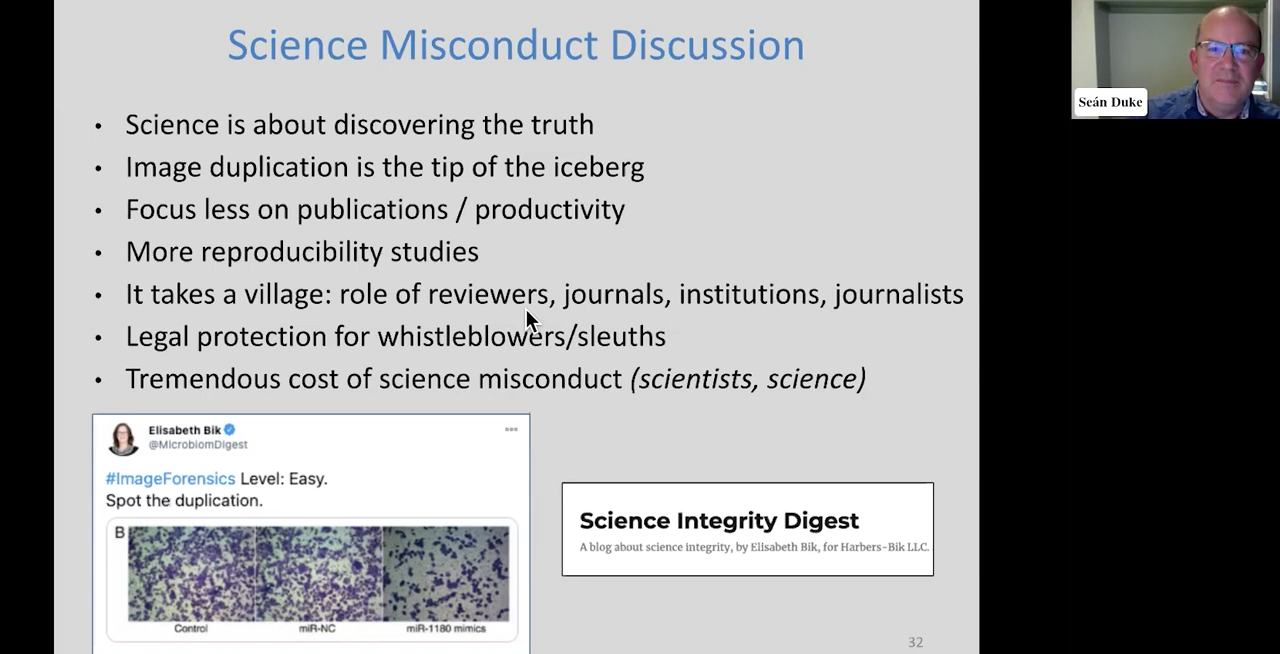 Science Misconduct Discussion
Seán Duke
• Science is about discovering the truth
• Image duplication is the tip of the iceberg
• Focus less on publications / productivity
• More reproducibility studies
• It takes a village: role of reviewers, journals, institutions, journalists
• Legal protection for whistleblowers/sleuths
• Tremendous cost of science misconduct (scientists, science)
Elisabeth Bik
@MicrobiomDigest
#ImageForensics Level: Easy.
Spot the duplication.
B
Control miR-NC miR-1180 mimics
Science Integrity Digest
A blog about science integrity, by Elisabeth Bik, for Harbers-Bik LLC.
32